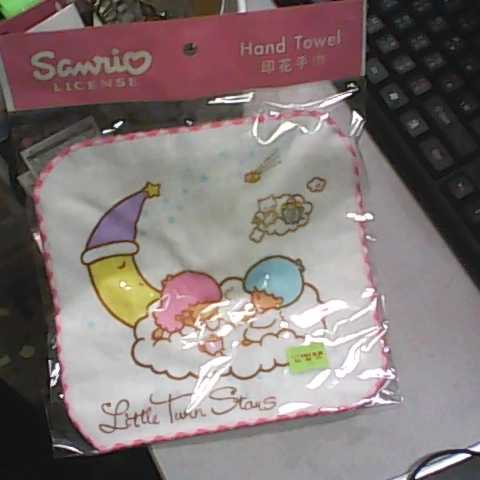 Sanrio
LICENSE
Hand Towel
印花手巾
Little Twin Stars